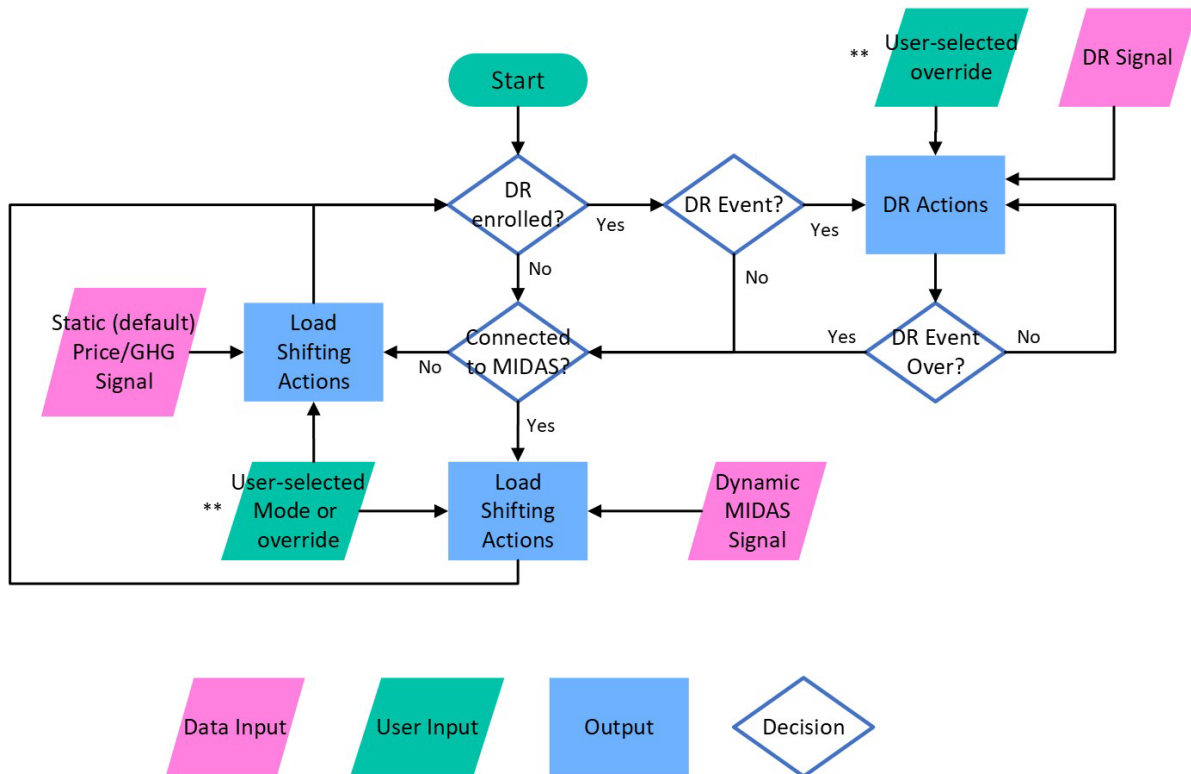 **
User-selected
override
DR Signal
Start
DR
enrolled?
Yes
DR Event?
Yes
DR Actions
No
No
Static (default)
Price/GHG
Signal
Load
Shifting
Actions
No
Connected
to MIDAS?
Yes
DR Event
Over?
No
Yes
**
User-selected
Mode or
override
Load
Shifting
Actions
Dynamic
MIDAS
Signal
Data Input
User Input
Output
Decision